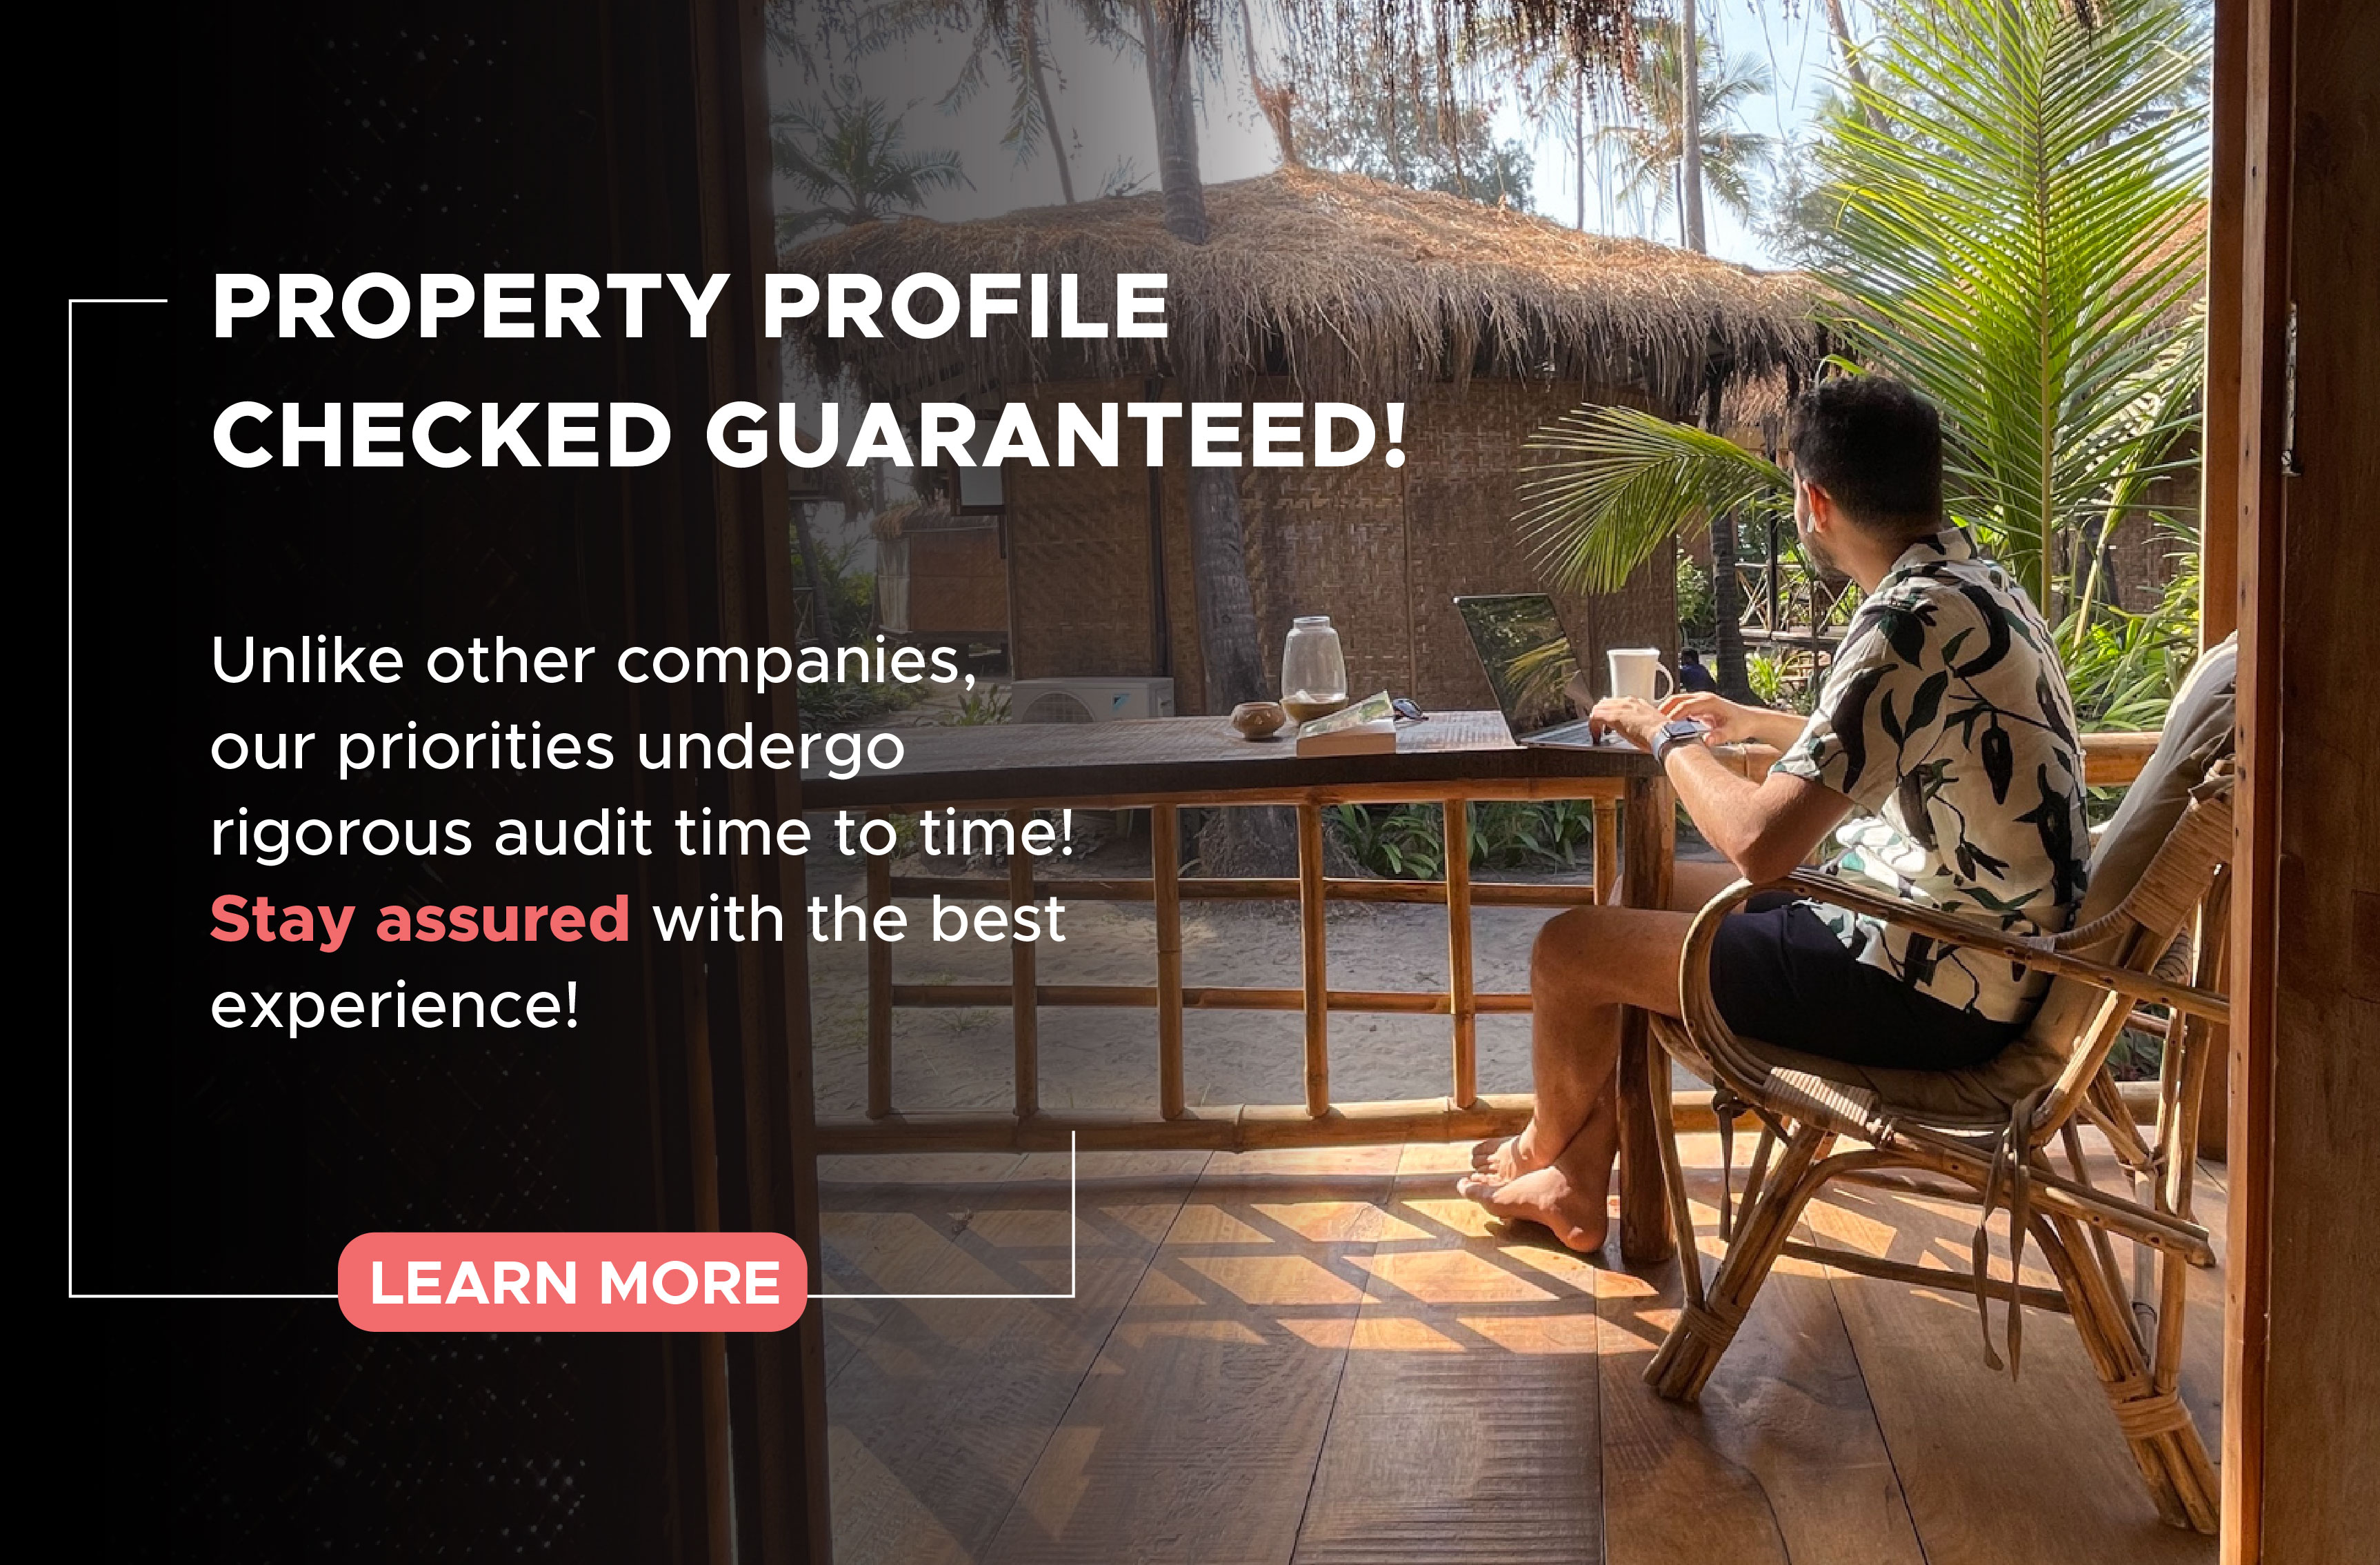 PROPERTY PROFILE
CHECKED GUARANTEED!
Unlike other companies,
our priorities undergo
rigorous audit time to time!
Stay assured with the best
experience!
LEARN MORE